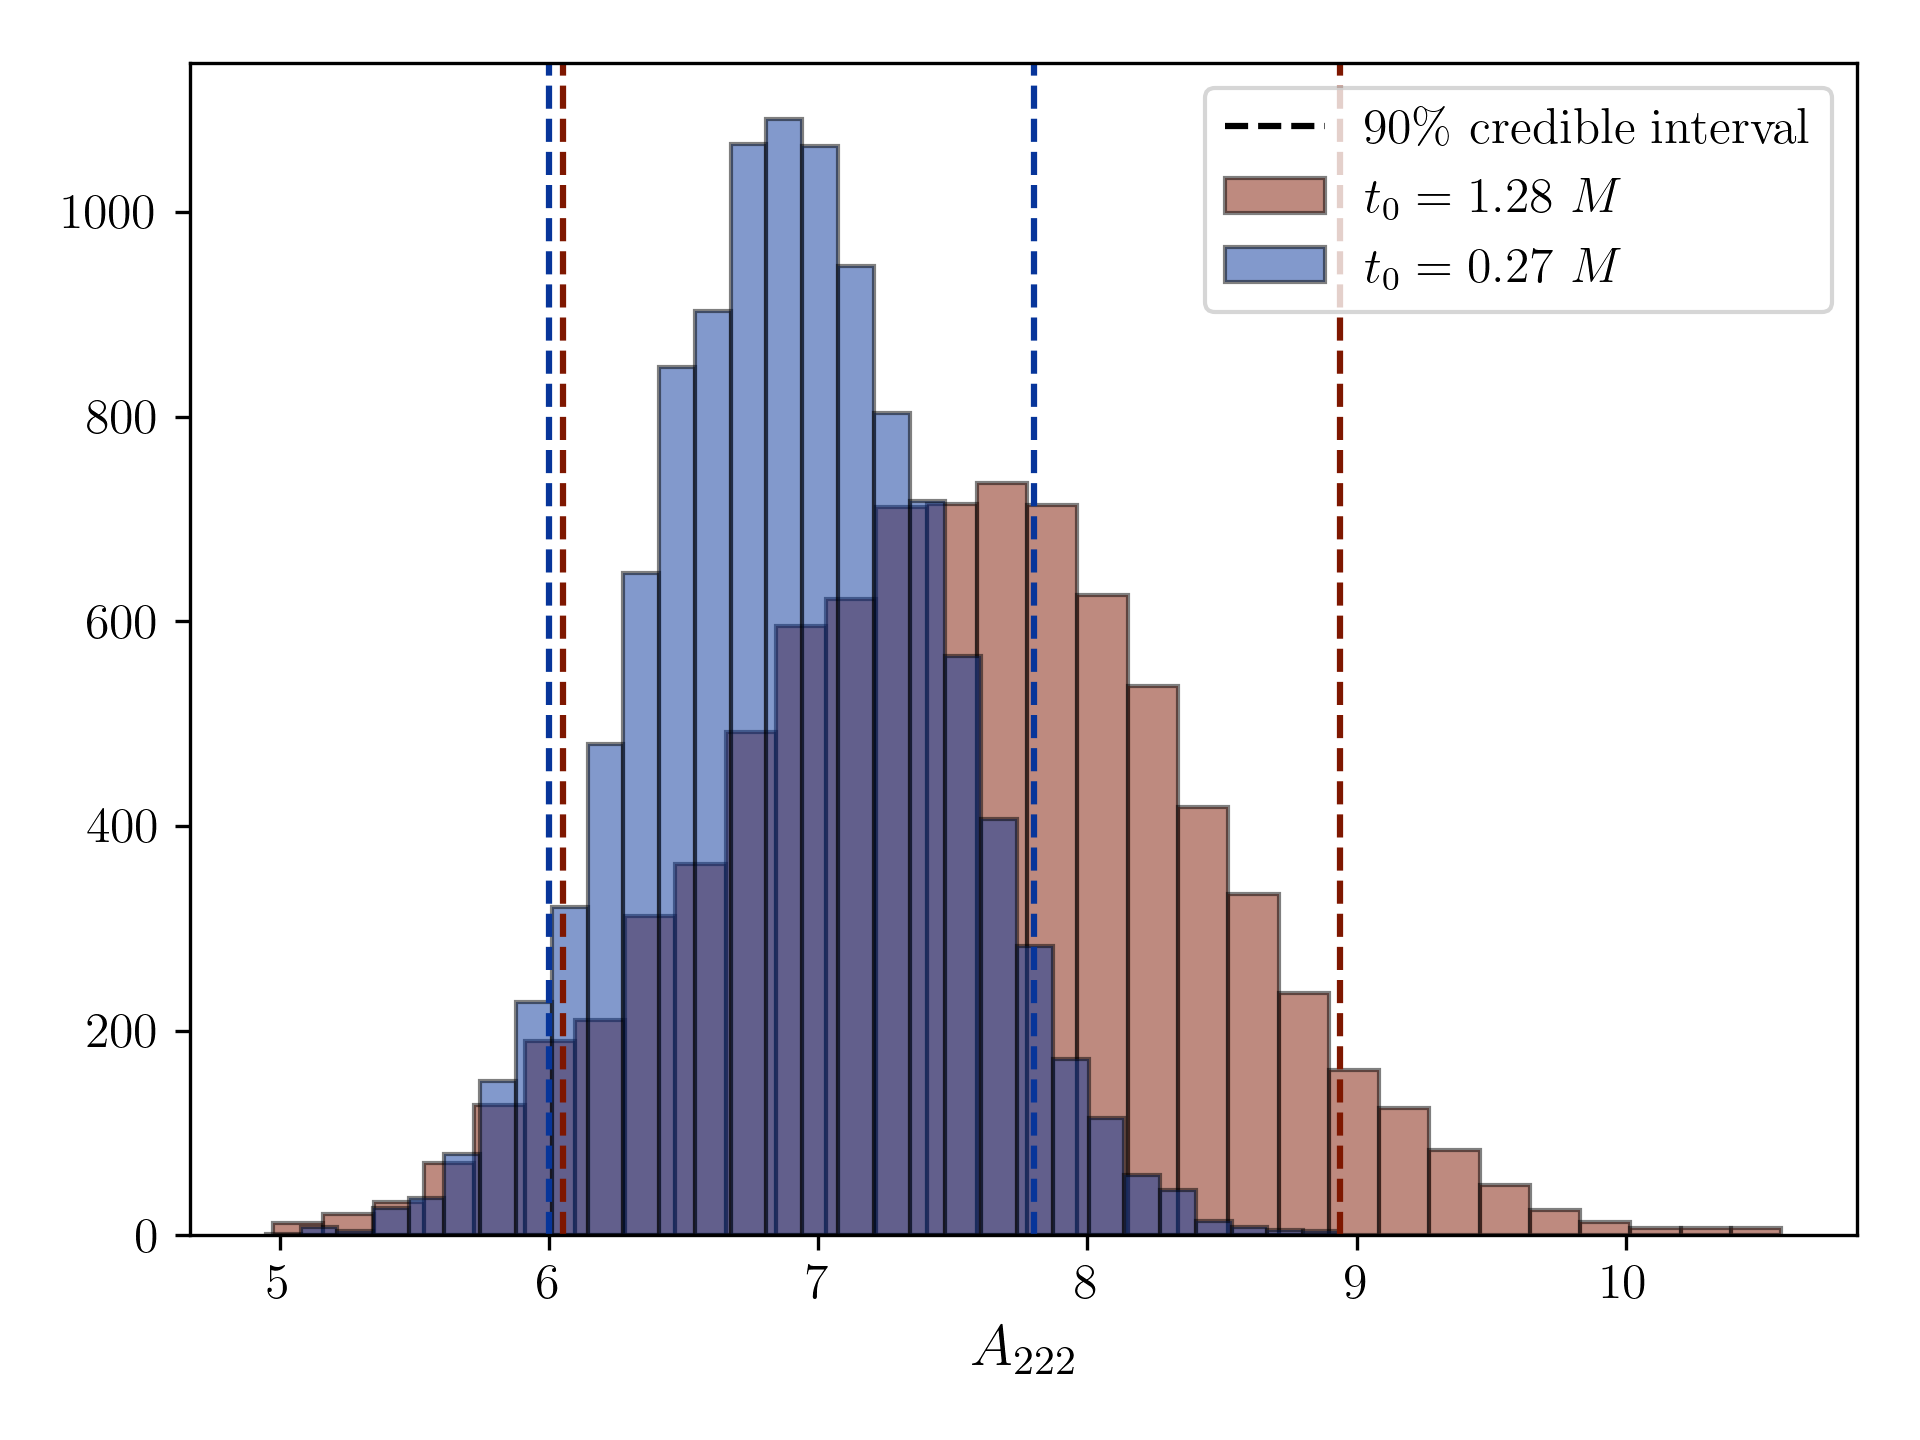 90% credible interval
t₀ = 1.28 M
t₀ = 0.27 M
1000
800
600
400
200
0
5 6 7 8 9 10
A₂₂₂